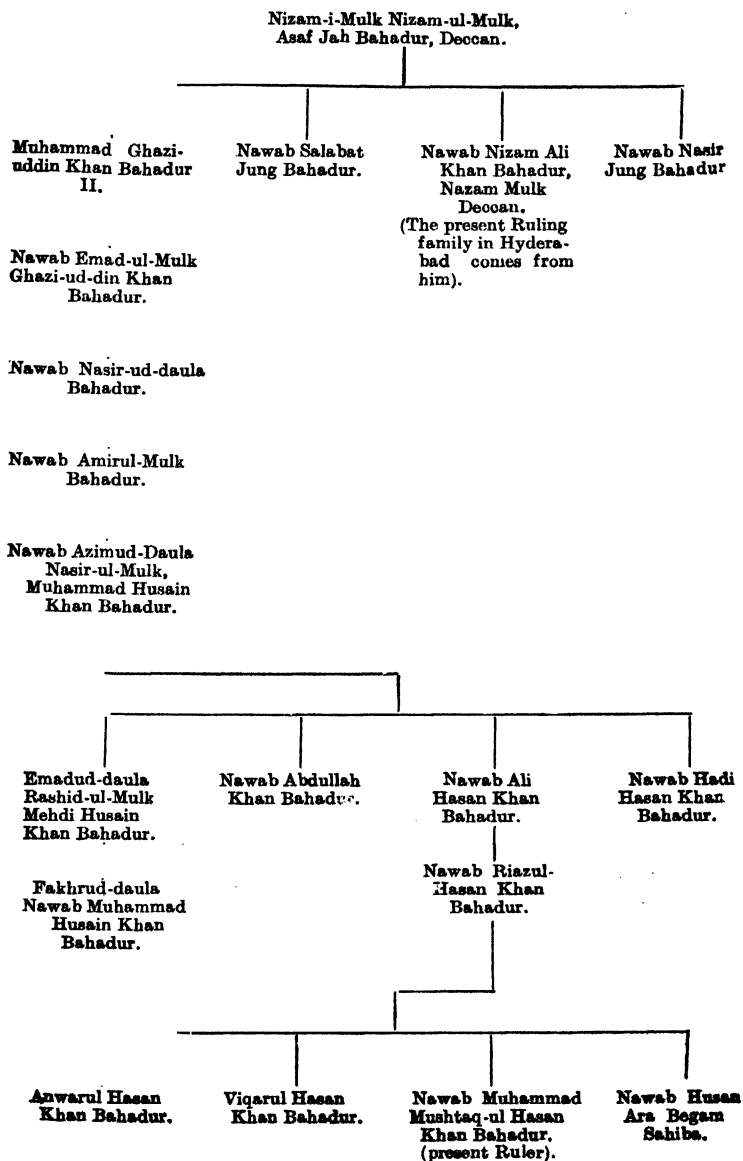 Nizam-i-Mulk Nizam-ul-Mulk,
Asaf Jah Bahadur, Deccan.
Muhammad Ghazi-
uddin Khan Bahadur
II.
Nawab Salabat
Jung Bahadur.
Nawab Nizam Ali
Khan Bahadur,
Nazam Mulk
Deccan.
(The present Ruling
family in Hydera-
bad comes from
him).
Nawab Nasir
Jung Bahadur
Nawab Emad-ul-Mulk
Ghazi-ud-din Khan
Bahadur.
Nawab Nasir-ud-daula
Bahadur.
Nawab Amirul-Mulk
Bahadur.
Nawab Azimud-Daula
Nasir-ul-Mulk,
Muhammad Husain
Khan Bahadur.
Emadud-daula
Rashid-ul-Mulk
Mehdi Husain
Khan Bahadur.
Nawab Abdullah
Khan Bahadur.
Nawab Ali
Hasan Khan
Bahadur.
Nawab Hadi
Hasan Khan
Bahadur.
Fakhrud-daula
Nawab Muhammad
Husain Khan
Bahadur.
Nawab Riazul-
Hasan Khan
Bahadur.
Anwarul Hasan
Khan Bahadur.
Viqarul Hasan
Khan Bahadur.
Nawab Muhammad
Mushtaq-ul Hasan
Khan Bahadur.
(present Ruler).
Nawab Husan
Ara Begam
Sahiba.